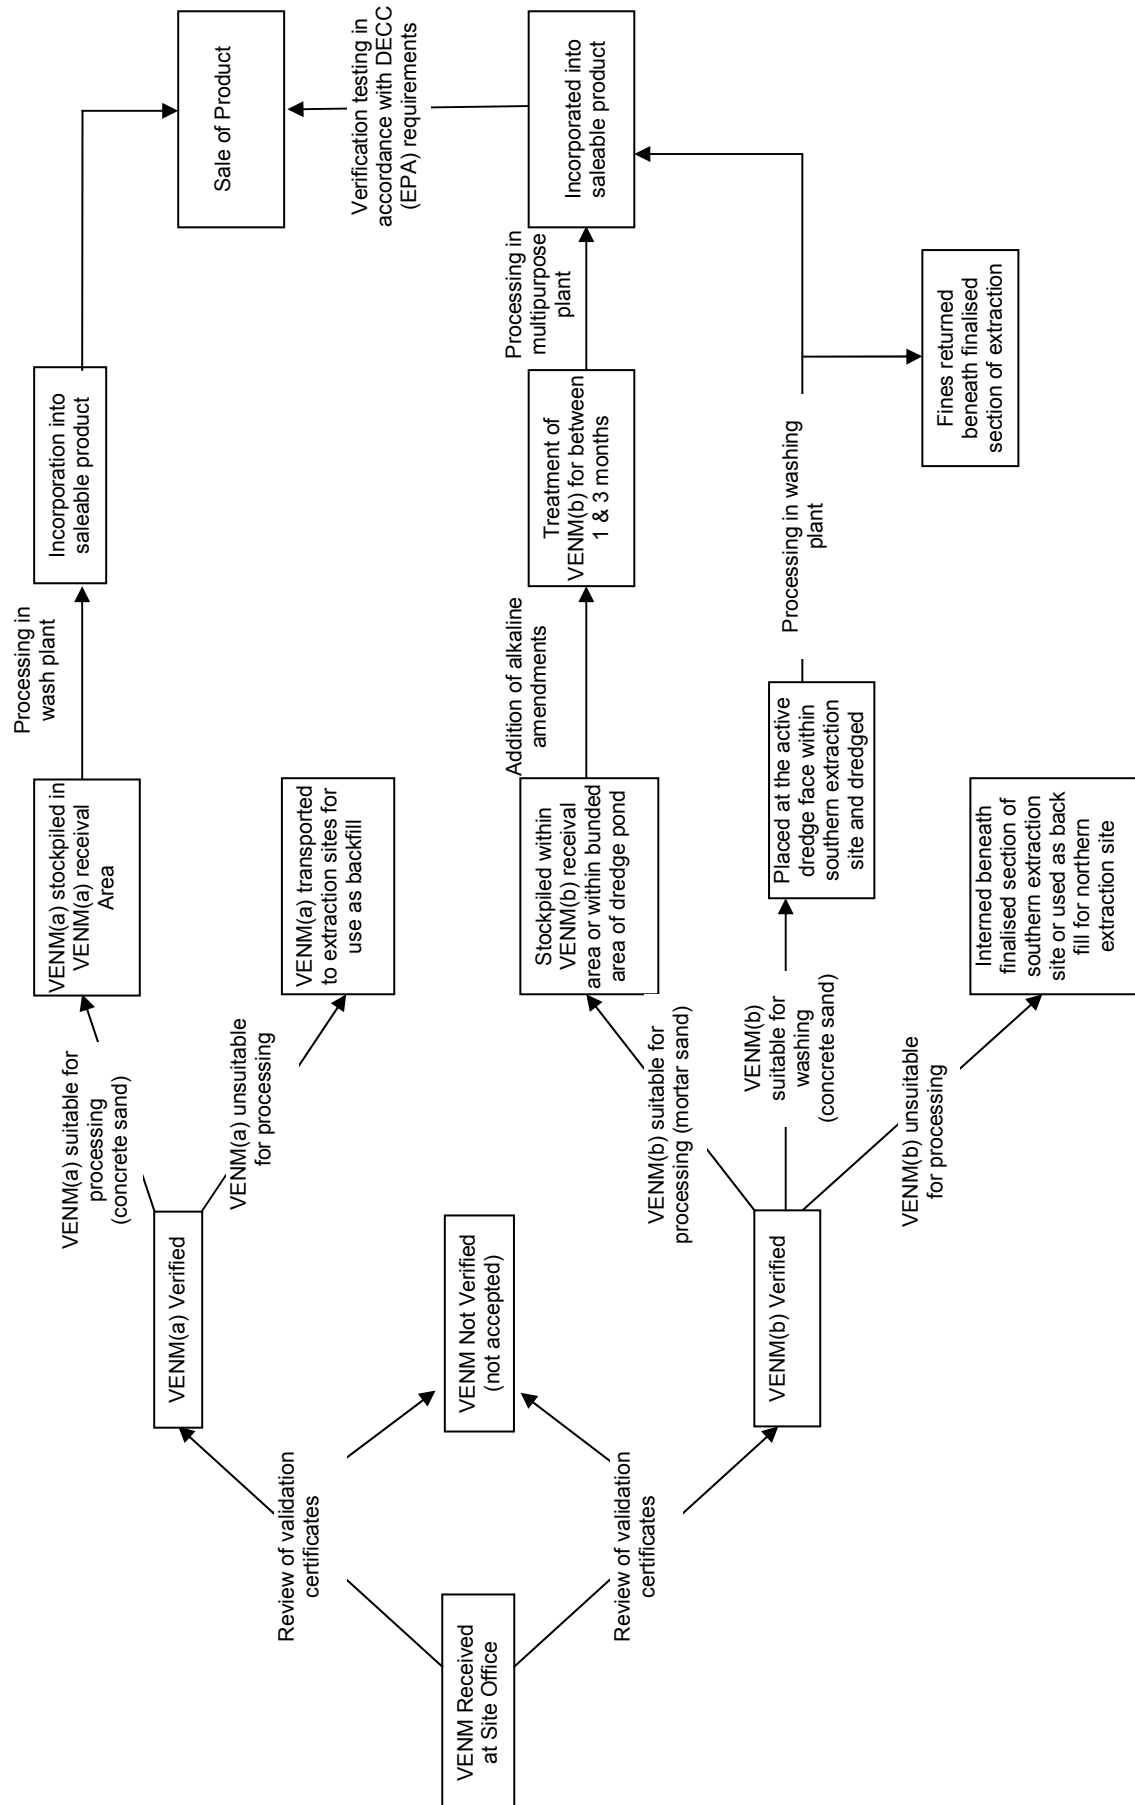 VENM Received
at Site Office
Review of validation
certificates
Review of validation
certificates
VENM(a) Verified
VENM Not Verified
(not accepted)
VENM(b) Verified
VENM(a) suitable for
processing
(concrete sand)
VENM(a) unsuitable
for processing
VENM(b) suitable for
processing (mortar sand)
VENM(b)
suitable for
washing
(concrete sand)
VENM(b) unsuitable
for processing
VENM(a) stockpiled in
VENM(a) receival
Area
VENM(a) transported
to extraction sites for
use as backfill
Stockpiled within
VENM(b) receival
area or within bunded
area of dredge pond
Placed at the active
dredge face within
southern extraction
site and dredged
Interned beneath
finalised section of
southern extraction
site or used as back
fill for northern
extraction site
Processing in
wash plant
Addition of alkaline
amendments
Processing in washing
plant
Incorporation into
saleable product
Treatment of
VENM(b) for between
1 & 3 months
Fines returned
beneath finalised
section of extraction
Processing in
multipurpose
plant
Incorporated into
saleable product
Verification testing in
accordance with DECC
(EPA) requirements
Sale of Product